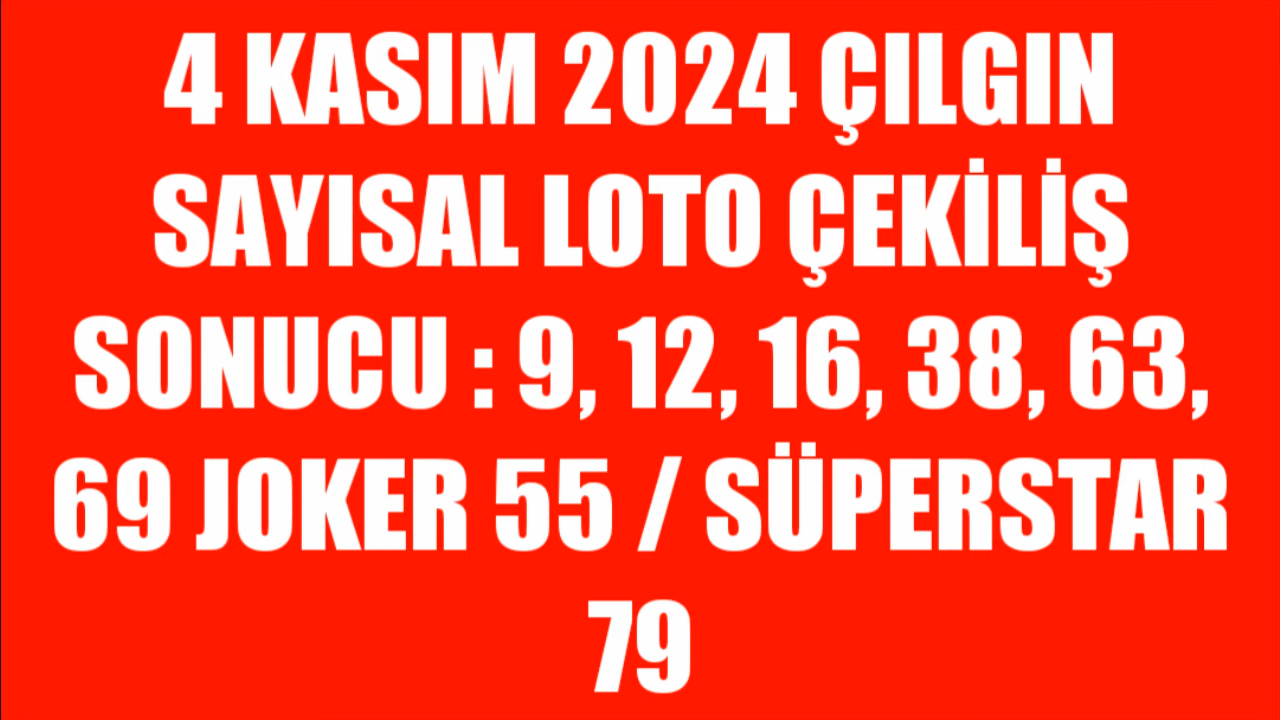 4 KASIM 2024 ÇILGIN
SAYISAL LOTO ÇEKİLİŞ
SONUCU : 9, 12, 16, 38, 63,
69 JOKER 55 / SÜPERSTAR
79